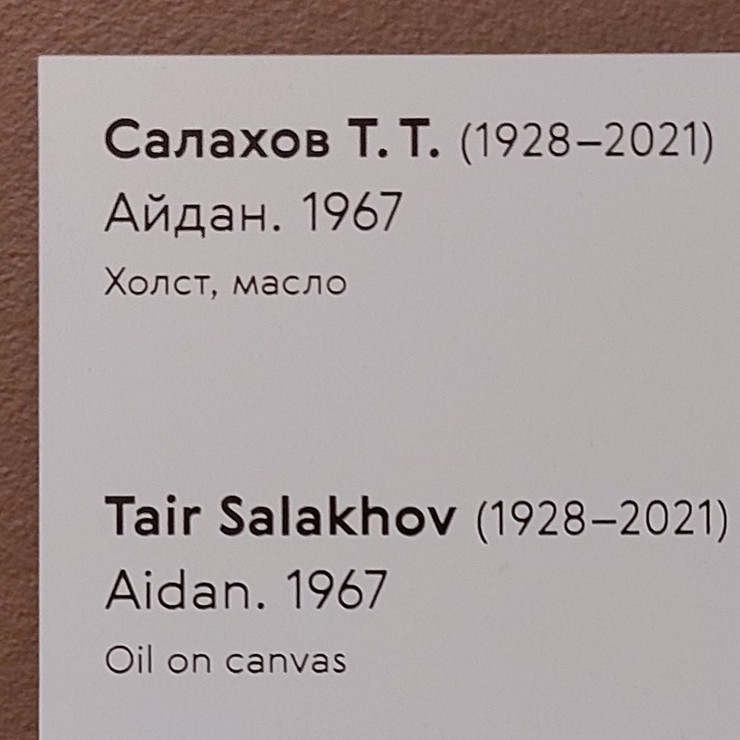 Салахов Т. Т. (1928–2021)
Айдан. 1967
Холст, масло
Tair Salakhov (1928–2021)
Aidan. 1967
Oil on canvas